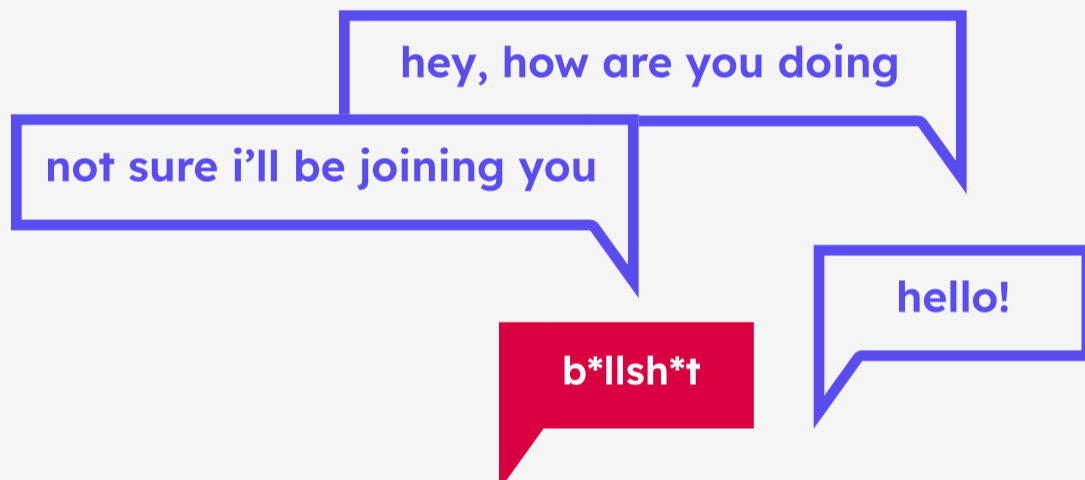 hey, how are you doing
not sure i’ll be joining you
hello!
b*llsh*t